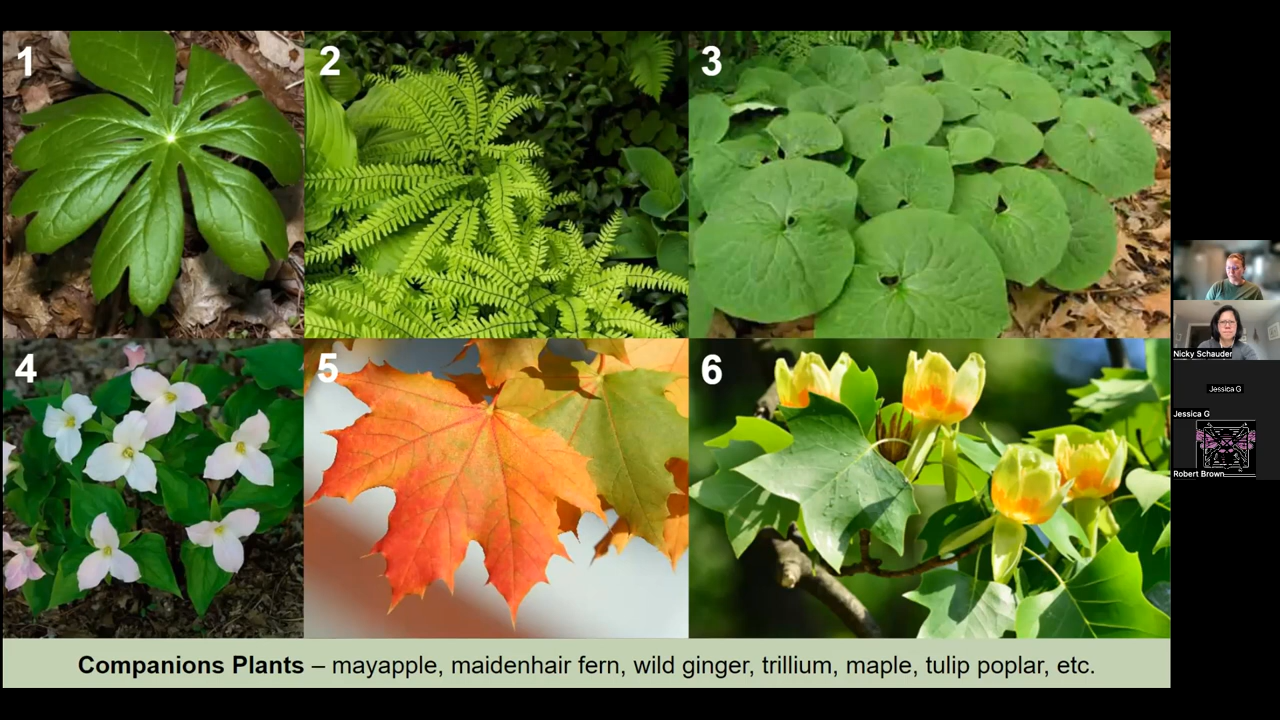 1
2
3
4
5
6
Companions Plants – mayapple, maidenhair fern, wild ginger, trillium, maple, tulip poplar, etc.
Nicky Schauder
Jessica G
Jessica G
Robert Brown